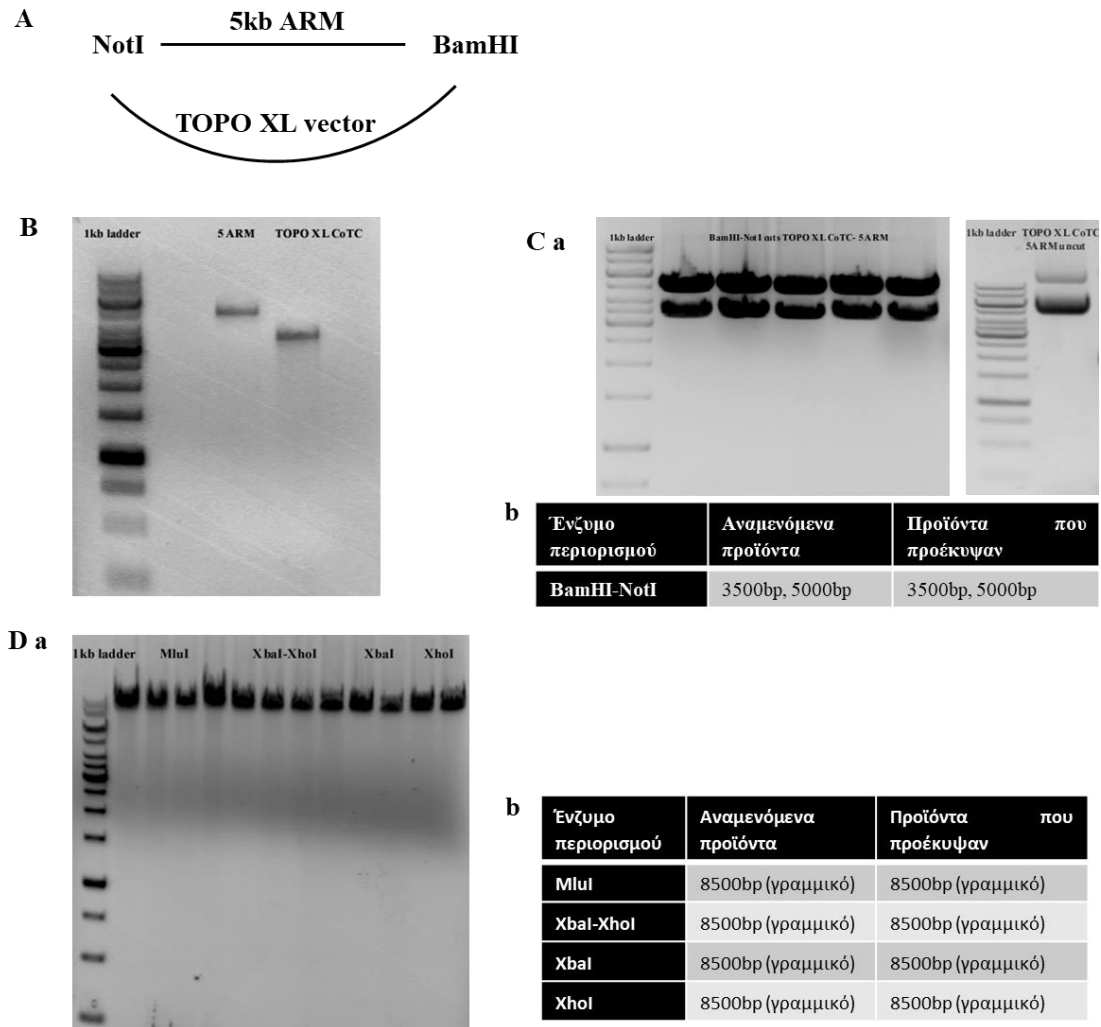 A
5kb ARM
NotI
BamHI
TOPO XL vector
B
1kb ladder
5 ARM
TOPO XL CoTC
C a
1kb ladder
BamHI-NotI cuts TOPO XL CoTC- 5ARM
1kb ladder
TOPO XL CoTC
5ARM uncut
b
Ένζυμο
περιορισμού
Αναμενόμενα
προϊόντα
Προϊόντα που
προέκυψαν
BamHI-NotI
3500bp, 5000bp
3500bp, 5000bp
D a
1kb ladder
MluI
XbaI-XhoI
XbaI
XhoI
b
Ένζυμο
περιορισμού
Αναμενόμενα
προϊόντα
Προϊόντα που
προέκυψαν
MluI
8500bp (γραμμικό)
8500bp (γραμμικό)
XbaI-XhoI
8500bp (γραμμικό)
8500bp (γραμμικό)
XbaI
8500bp (γραμμικό)
8500bp (γραμμικό)
XhoI
8500bp (γραμμικό)
8500bp (γραμμικό)